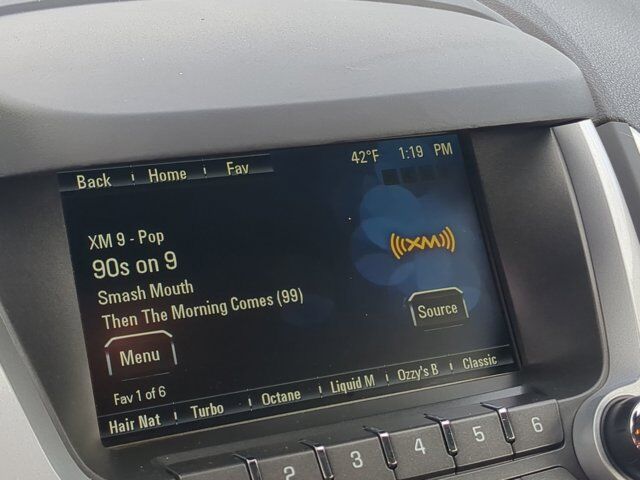 Back Home Fav 42°F 1:19 PM
XM 9 - Pop
((XM))
90s on 9
Smash Mouth
Then The Morning Comes (99)
Source
Menu
Fav 1 of 6
Hair Nat Turbo Octane Liquid M Ozzy's B Classic
2 3 4 5 6